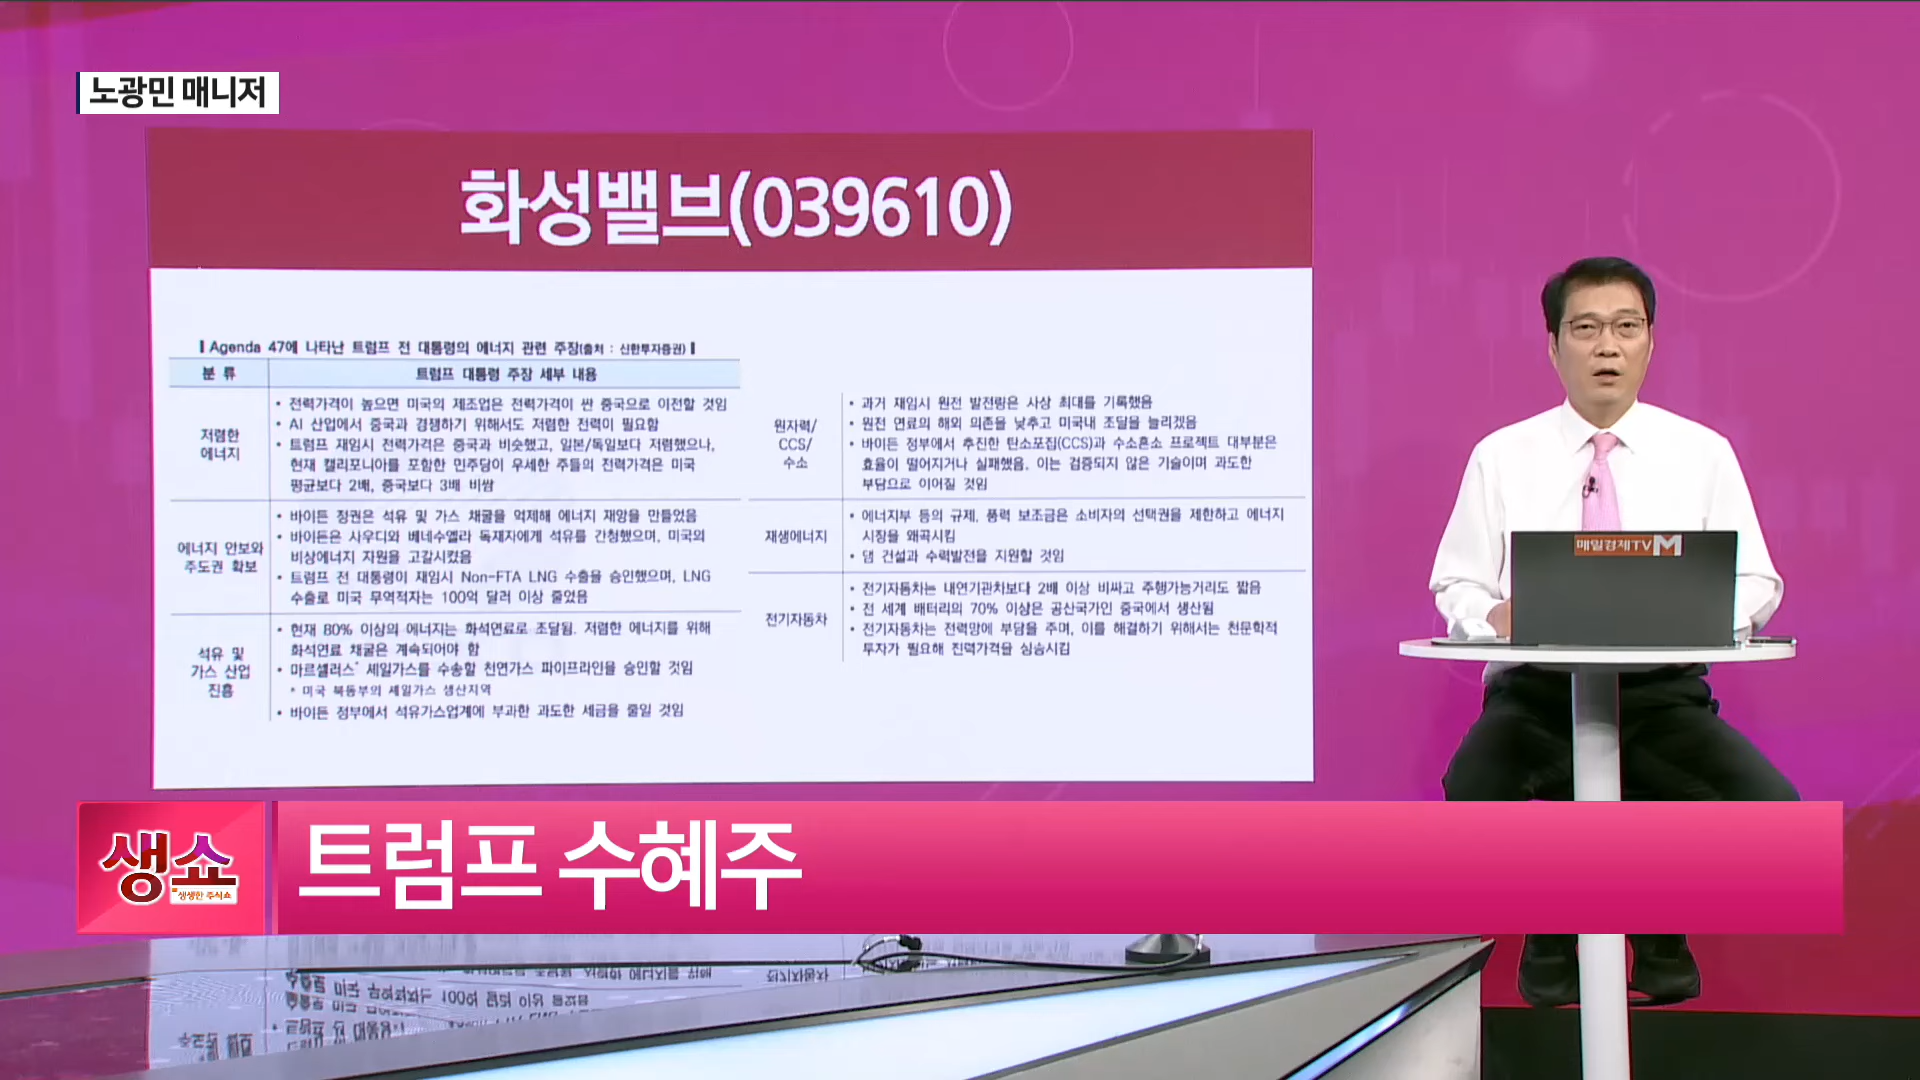 노광민 매니저
화성밸브(039610)
Agenda 47에 나타난 트럼프 전 대통령의 에너지 관련 주장(출처 : 신한투자증권)
분 류
트럼프 대통령 주장 세부 내용
저렴한
에너지
• 전력가격이 높으면 미국의 제조업은 전력가격이 싼 중국으로 이전할 것임
• AI 산업에서 중국과 경쟁하기 위해서도 저렴한 전력이 필요함
• 트럼프 재임시 전력가격은 중국과 비슷했고, 일본/독일보다 저렴했으나,
현재 캘리포니아를 포함한 민주당이 우세한 주들의 전력가격은 미국
평균보다 2배, 중국보다 3배 비쌈
에너지 안보와
주도권 확보
• 바이든 정권은 석유 및 가스 채굴을 억제해 에너지 재앙을 만들었음
• 바이든은 사우디와 베네수엘라 독재자에게 석유를 간청했으며, 미국의
비상에너지 자원을 고갈시켰음
• 트럼프 전 대통령이 재임시 Non-FTA LNG 수출을 승인했으며, LNG
수출로 미국 무역적자는 100억 달러 이상 줄었음
석유 및
가스 산업
진흥
• 현재 80% 이상의 에너지는 화석연료로 조달됨. 저렴한 에너지를 위해
화석연료 채굴은 계속되어야 함
• 마르셀러스* 셰일가스를 수송할 천연가스 파이프라인을 승인할 것임
* 미국 북동부의 셰일가스 생산지역
• 바이든 정부에서 석유가스업계에 부과한 과도한 세금을 줄일 것임
원자력/
CCS/
수소
• 과거 재임시 원전 발전량은 사상 최대를 기록했음
• 원전 연료의 해외 의존을 낮추고 미국내 조달을 늘리겠음
• 바이든 정부에서 추진한 탄소포집(CCS)과 수소혼소 프로젝트 대부분은
효율이 떨어지거나 실패했음. 이는 검증되지 않은 기술이며 과도한
부담으로 이어질 것임
재생에너지
• 에너지부 등의 규제, 풍력 보조금은 소비자의 선택권을 제한하고 에너지
시장을 왜곡시킴
• 댐 건설과 수력발전을 지원할 것임
전기자동차
• 전기자동차는 내연기관차보다 2배 이상 비싸고 주행가능거리도 짧음
• 전 세계 배터리의 70% 이상은 공산국가인 중국에서 생산됨
• 전기자동차는 전력망에 부담을 주며, 이를 해결하기 위해서는 천문학적
투자가 필요해 전력가격을 상승시킴
매일경제TV M
생쇼
생생한 주식쇼
트럼프 수혜주